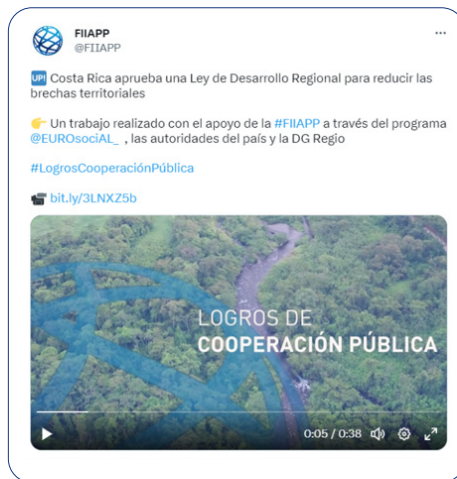 FIIAPP
@FIIAPP
UP! Costa Rica aprueba una Ley de Desarrollo Regional para reducir las
brechas territoriales
👉 Un trabajo realizado con el apoyo de la #FIIAPP a través del programa
@EUROsociAL_ , las autoridades del país y la DG Regio
#LogrosCooperaciónPública
📹 bit.ly/3LNXZ5b
LOGROS DE
COOPERACIÓN PÚBLICA
0:05 / 0:38